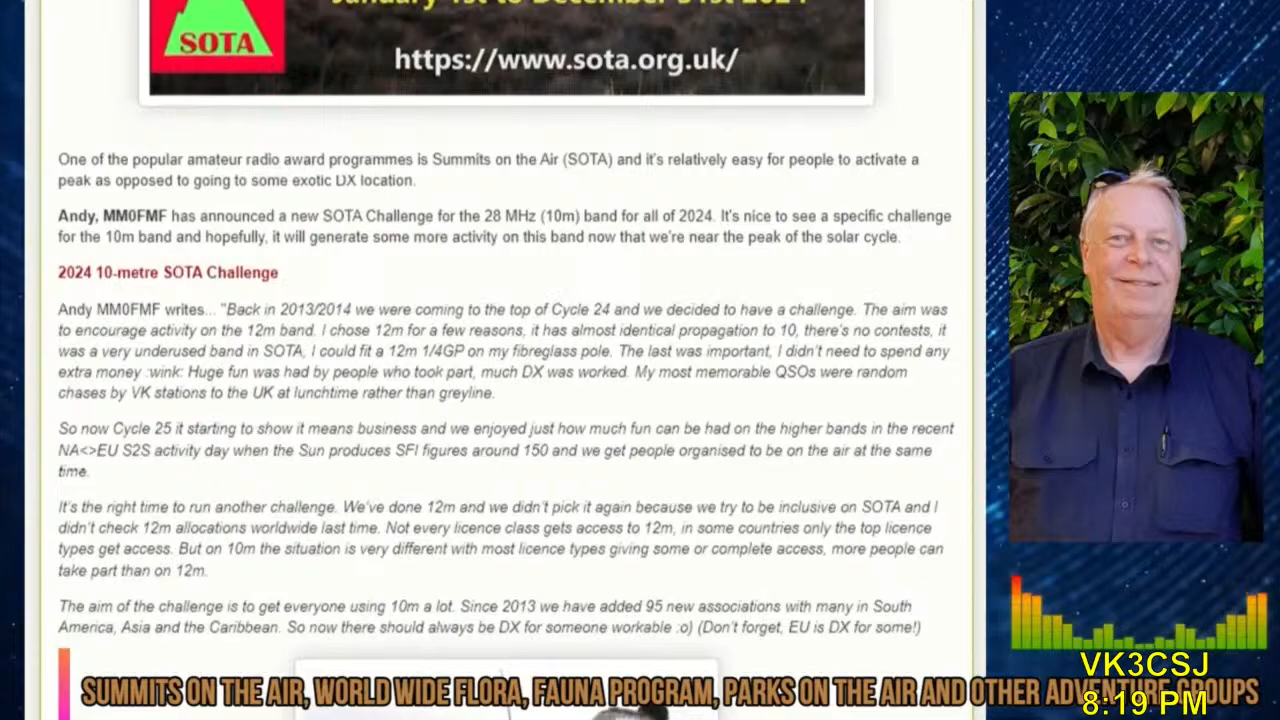 January 1st to December 31st 2024
SOTA
https://www.sota.org.uk/
One of the popular amateur radio award programmes is Summits on the Air (SOTA) and it's relatively easy for people to activate a
peak as opposed to going to some exotic DX location.
Andy, MM0FMF has announced a new SOTA Challenge for the 28 MHz (10m) band for all of 2024. It's nice to see a specific challenge
for the 10m band and hopefully, it will generate some more activity on this band now that we're near the peak of the solar cycle.
2024 10-metre SOTA Challenge
Andy MM0FMF writes... "Back in 2013/2014 we were coming to the top of Cycle 24 and we decided to have a challenge. The aim was
to encourage activity on the 12m band. I chose 12m for a few reasons, it has almost identical propagation to 10, there's no contests, it
was a very underused band in SOTA, I could fit a 12m 1/4GP on my fibreglass pole. The last was important, I didn't need to spend any
extra money :wink: Huge fun was had by people who took part, much DX was worked. My most memorable QSOs were random
chases by VK stations to the UK at lunchtime rather than greyline.
So now Cycle 25 it starting to show it means business and we enjoyed just how much fun can be had on the higher bands in the recent
NA<>EU S2S activity day when the Sun produces SFI figures around 150 and we get people organised to be on the air at the same
time.
It's the right time to run another challenge. We've done 12m and we didn't pick it again because we try to be inclusive on SOTA and I
didn't check 12m allocations worldwide last time. Not every licence class gets access to 12m, in some countries only the top licence
types get access. But on 10m the situation is very different with most licence types giving some or complete access, more people can
take part than on 12m.
The aim of the challenge is to get everyone using 10m a lot. Since 2013 we have added 95 new associations with many in South
America, Asia and the Caribbean. So now there should always be DX for someone workable :o) (Don't forget, EU is DX for some!)
VK3CSJ
SUMMITS ON THE AIR, WORLD WIDE FLORA, FAUNA PROGRAM, PARKS ON THE AIR AND OTHER ADVENTURE GROUPS
8:19 PM